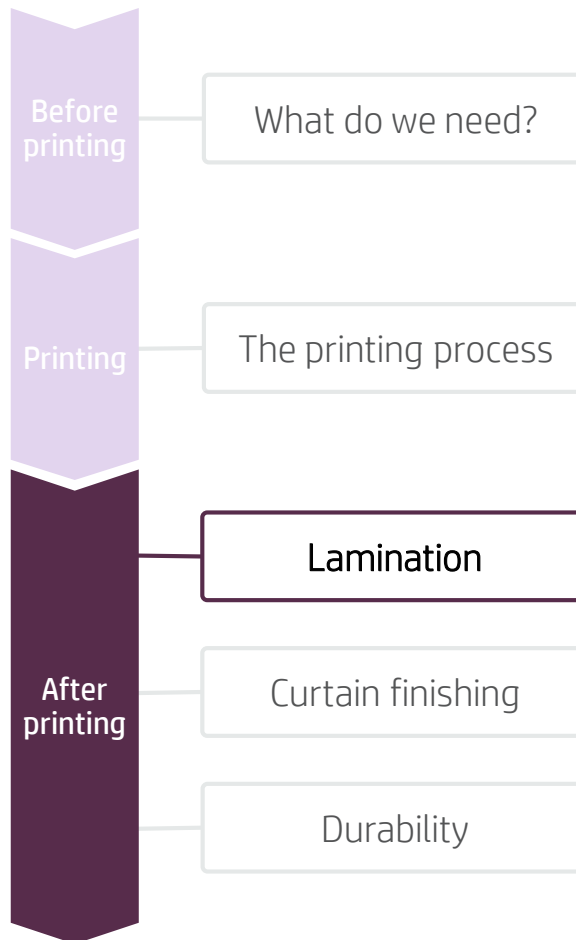 Before
printing
What do we need?
Printing
The printing process
Lamination
After
printing
Curtain finishing
Durability